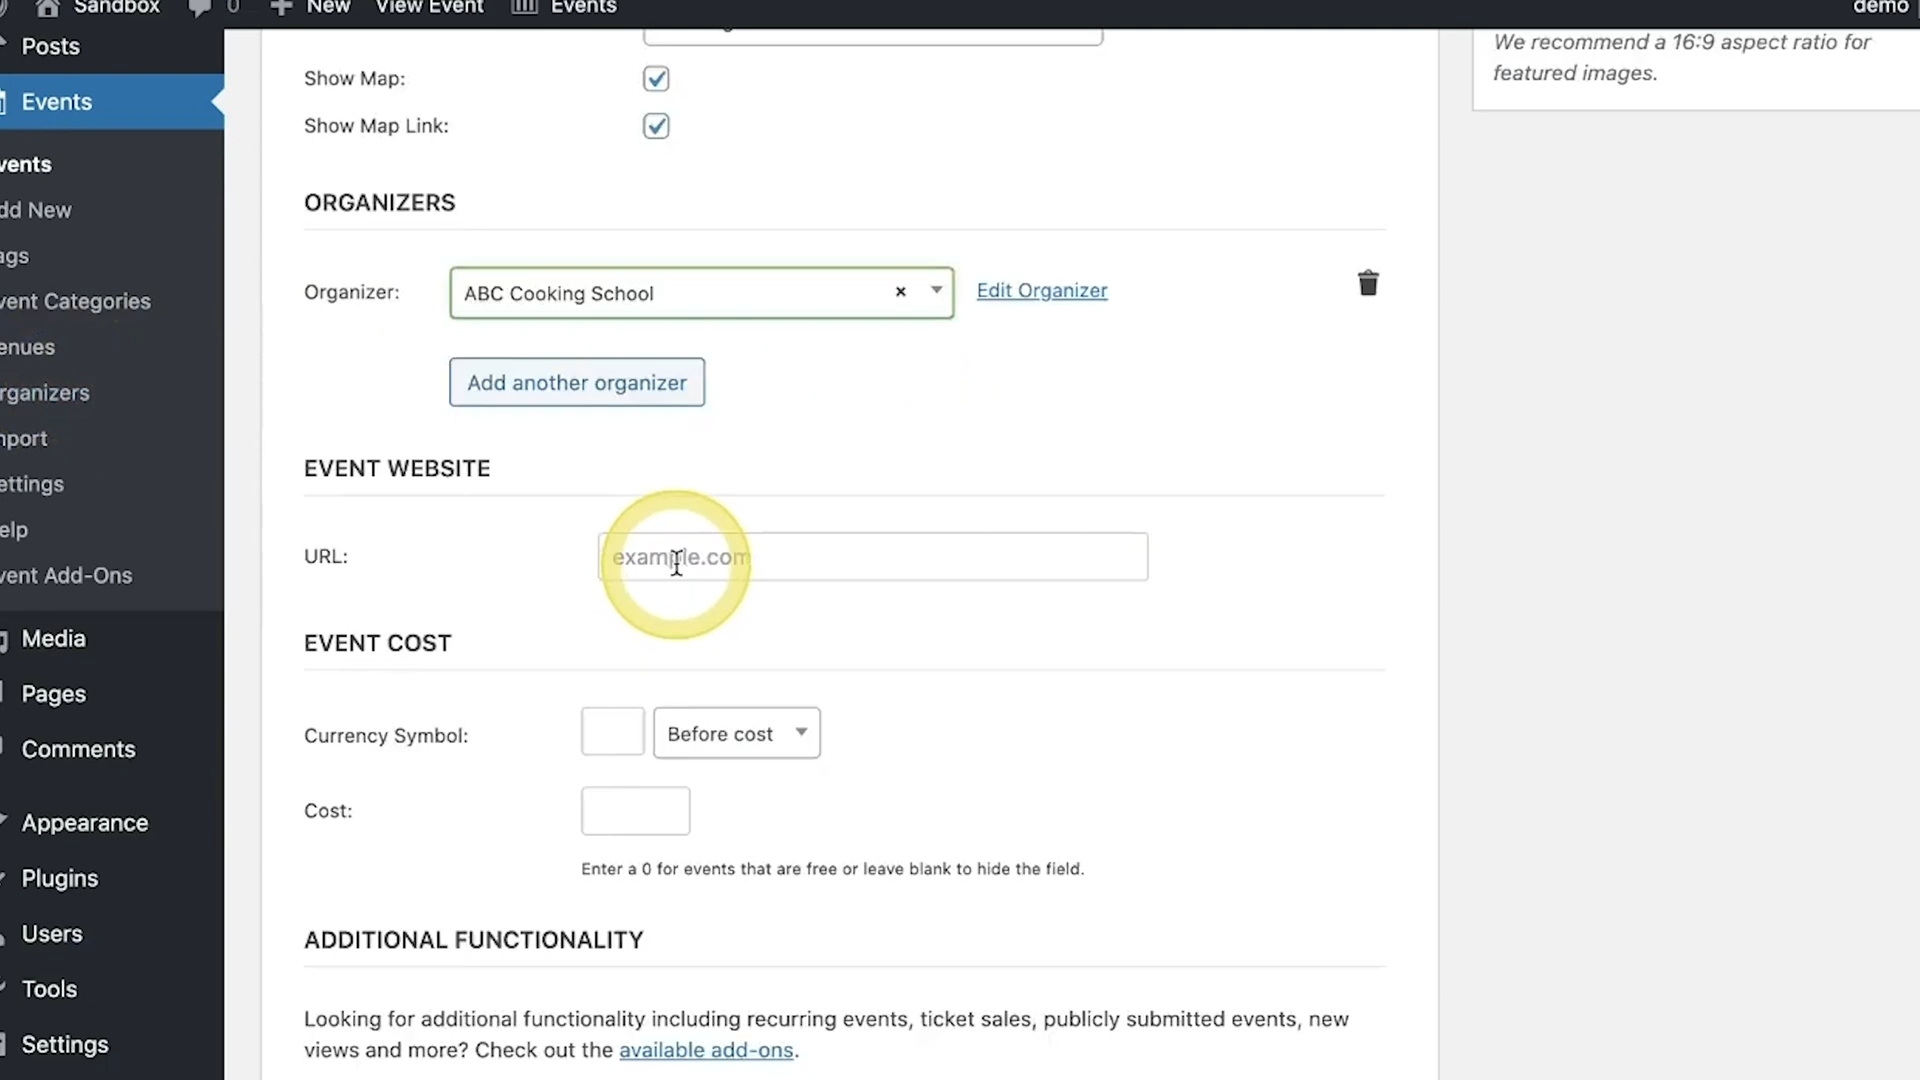 Sandbox 0 New View Event Events demo
Posts
Events
vents
dd New
ags
vent Categories
enues
rganizers
mport
ettings
elp
vent Add-Ons
Media
Pages
Comments
Appearance
Plugins
Users
Tools
Settings
Show Map:
Show Map Link:
ORGANIZERS
Organizer: ABC Cooking School × Edit Organizer
Add another organizer
EVENT WEBSITE
URL: example.com
EVENT COST
Currency Symbol: Before cost
Cost:
Enter a 0 for events that are free or leave blank to hide the field.
ADDITIONAL FUNCTIONALITY
Looking for additional functionality including recurring events, ticket sales, publicly submitted events, new
views and more? Check out the available add-ons.
We recommend a 16:9 aspect ratio for
featured images.